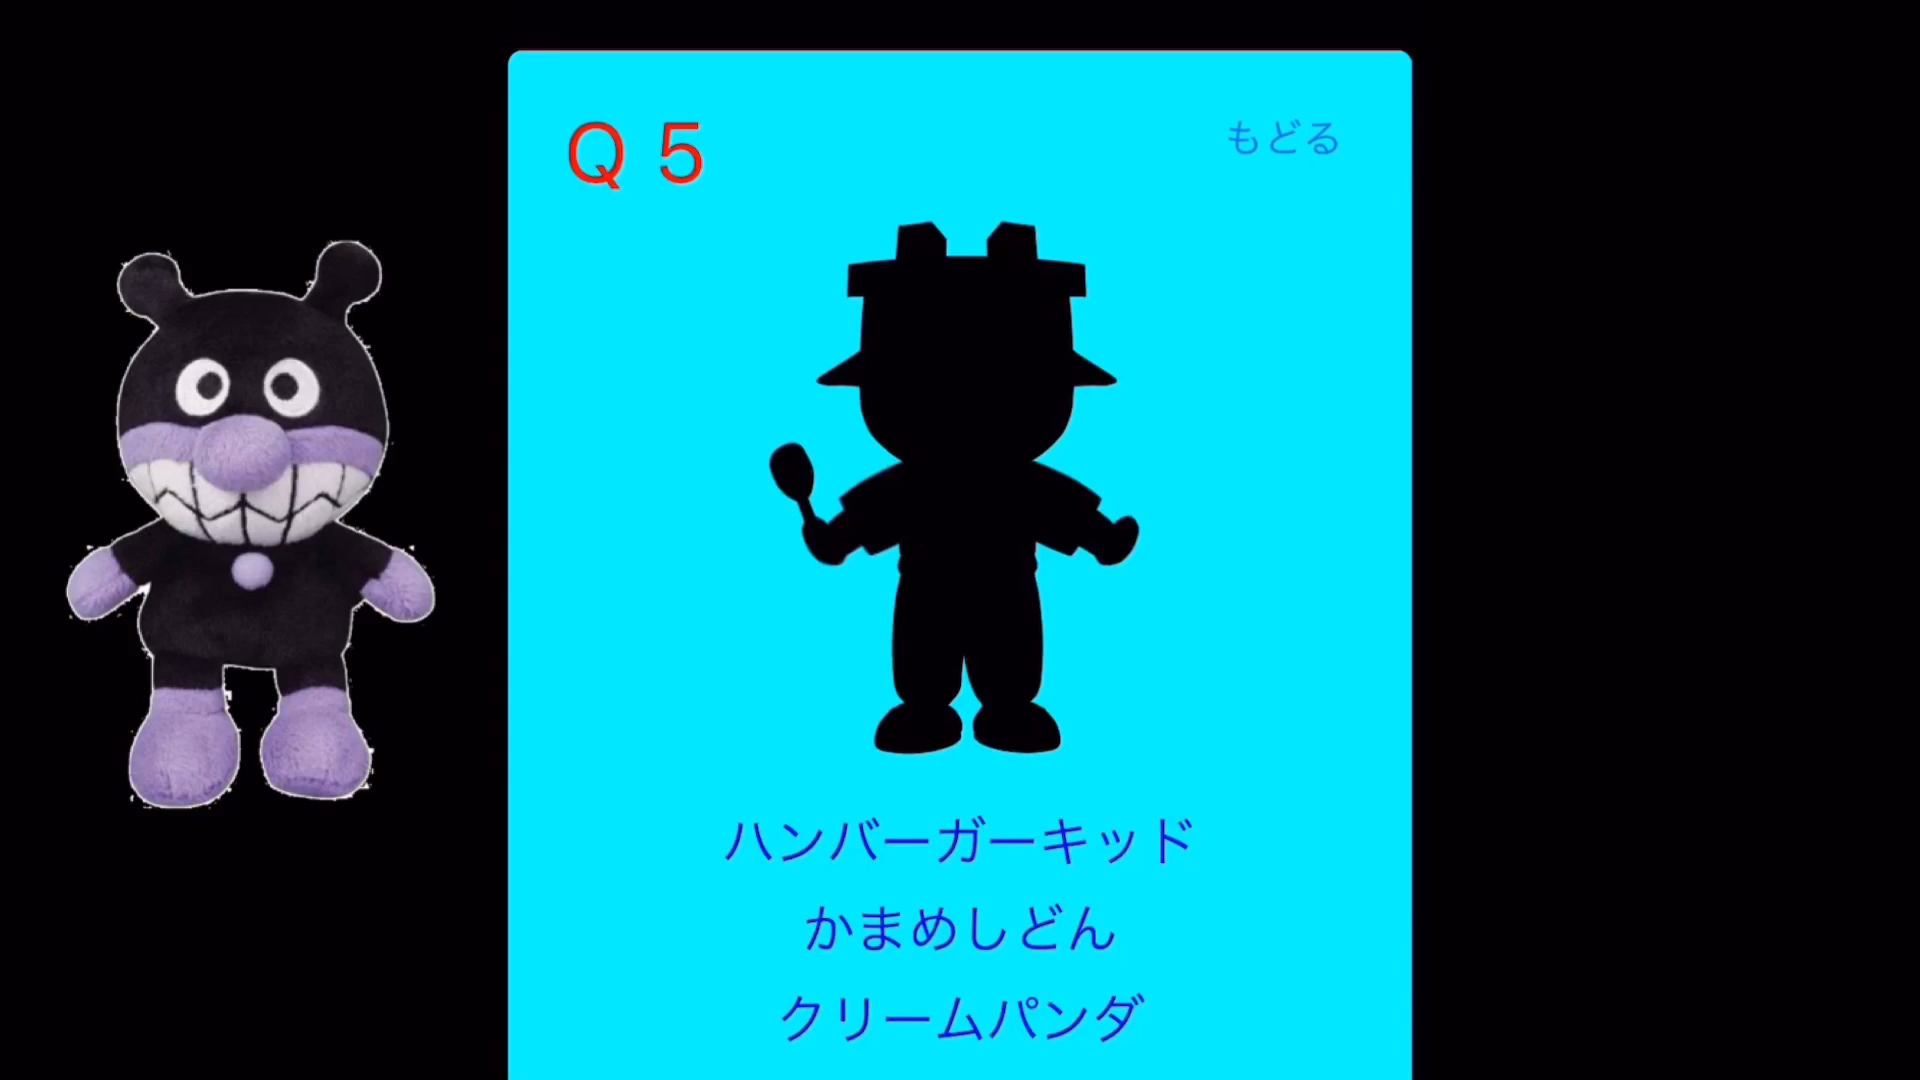 Q 5
もどる
ハンバーガーキッド
かまめしどん
クリームパンダ